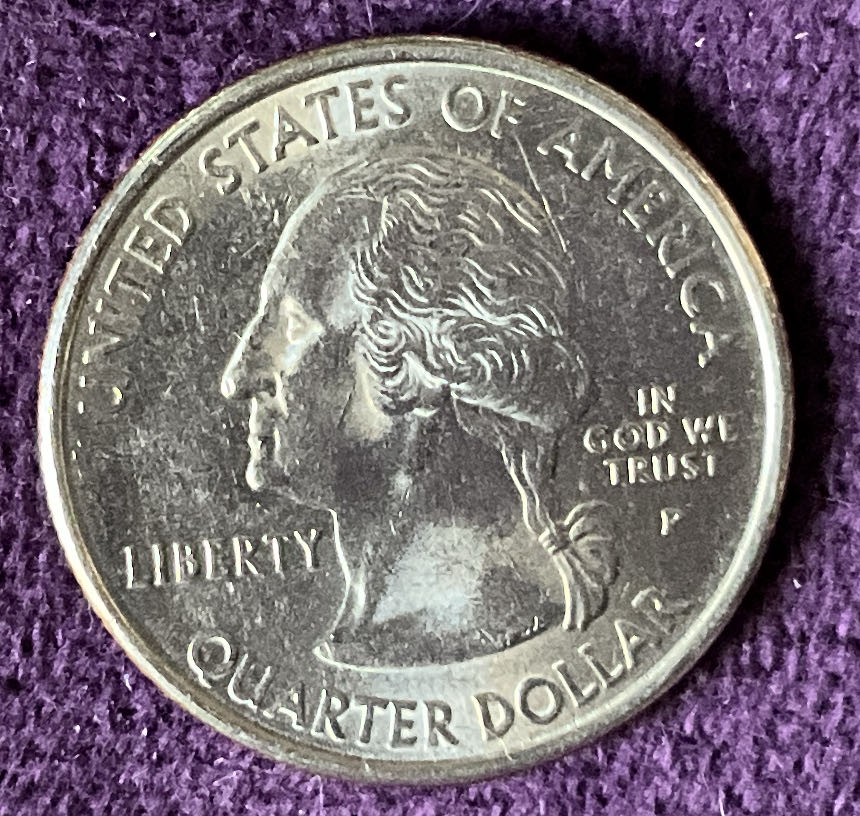 UNITED STATES OF AMERICA
IN
GOD WE
TRUST
P
LIBERTY
QUARTER DOLLAR